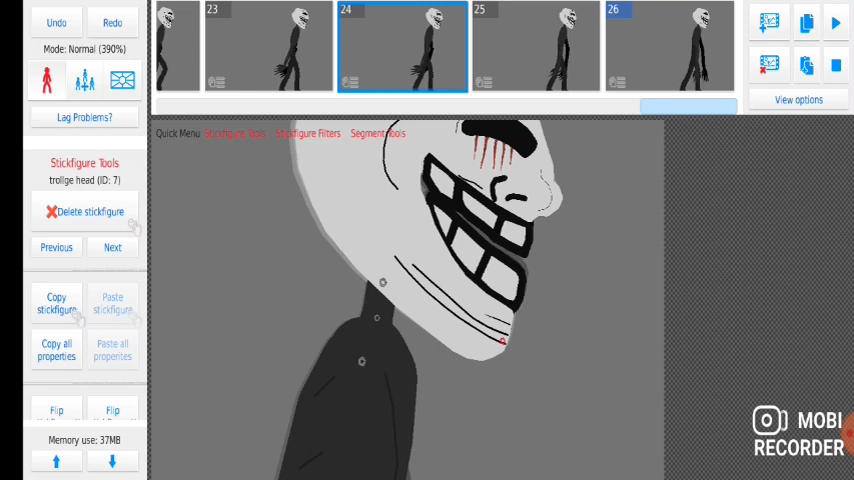 Undo
Redo
Mode: Normal (390%)
Lag Problems?
Stickfigure Tools
trollge head (ID: 7)
Delete stickfigure
Previous
Next
Copy stickfigure
Paste stickfigure
Copy all properties
Paste all properites
Flip
Flip
Memory use: 37MB
23
24
25
26
View options
Quick Menu Stickfigure Tools Stickfigure Filters Segment Tools
MOBI
RECORDER